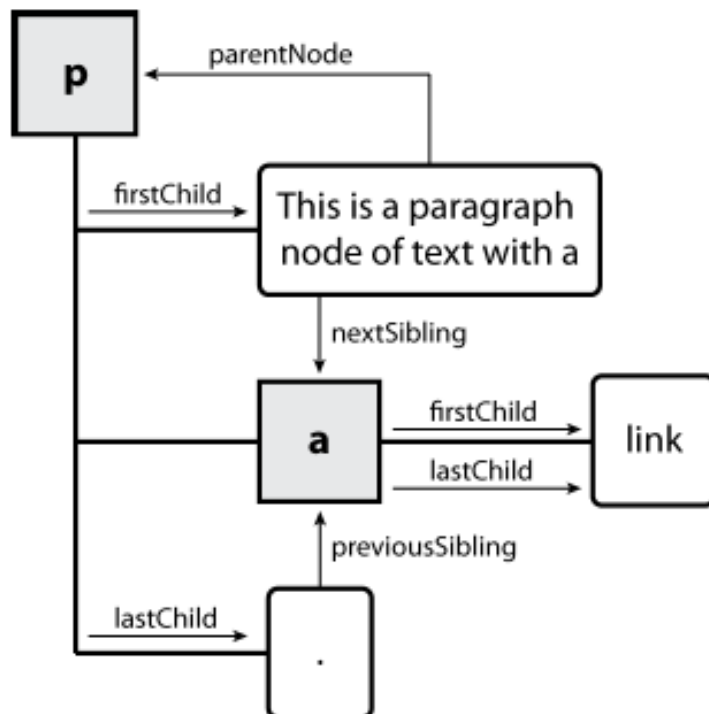 p
parentNode
firstChild
This is a paragraph
node of text with a
nextSibling
a
firstChild
link
lastChild
previousSibling
lastChild
.